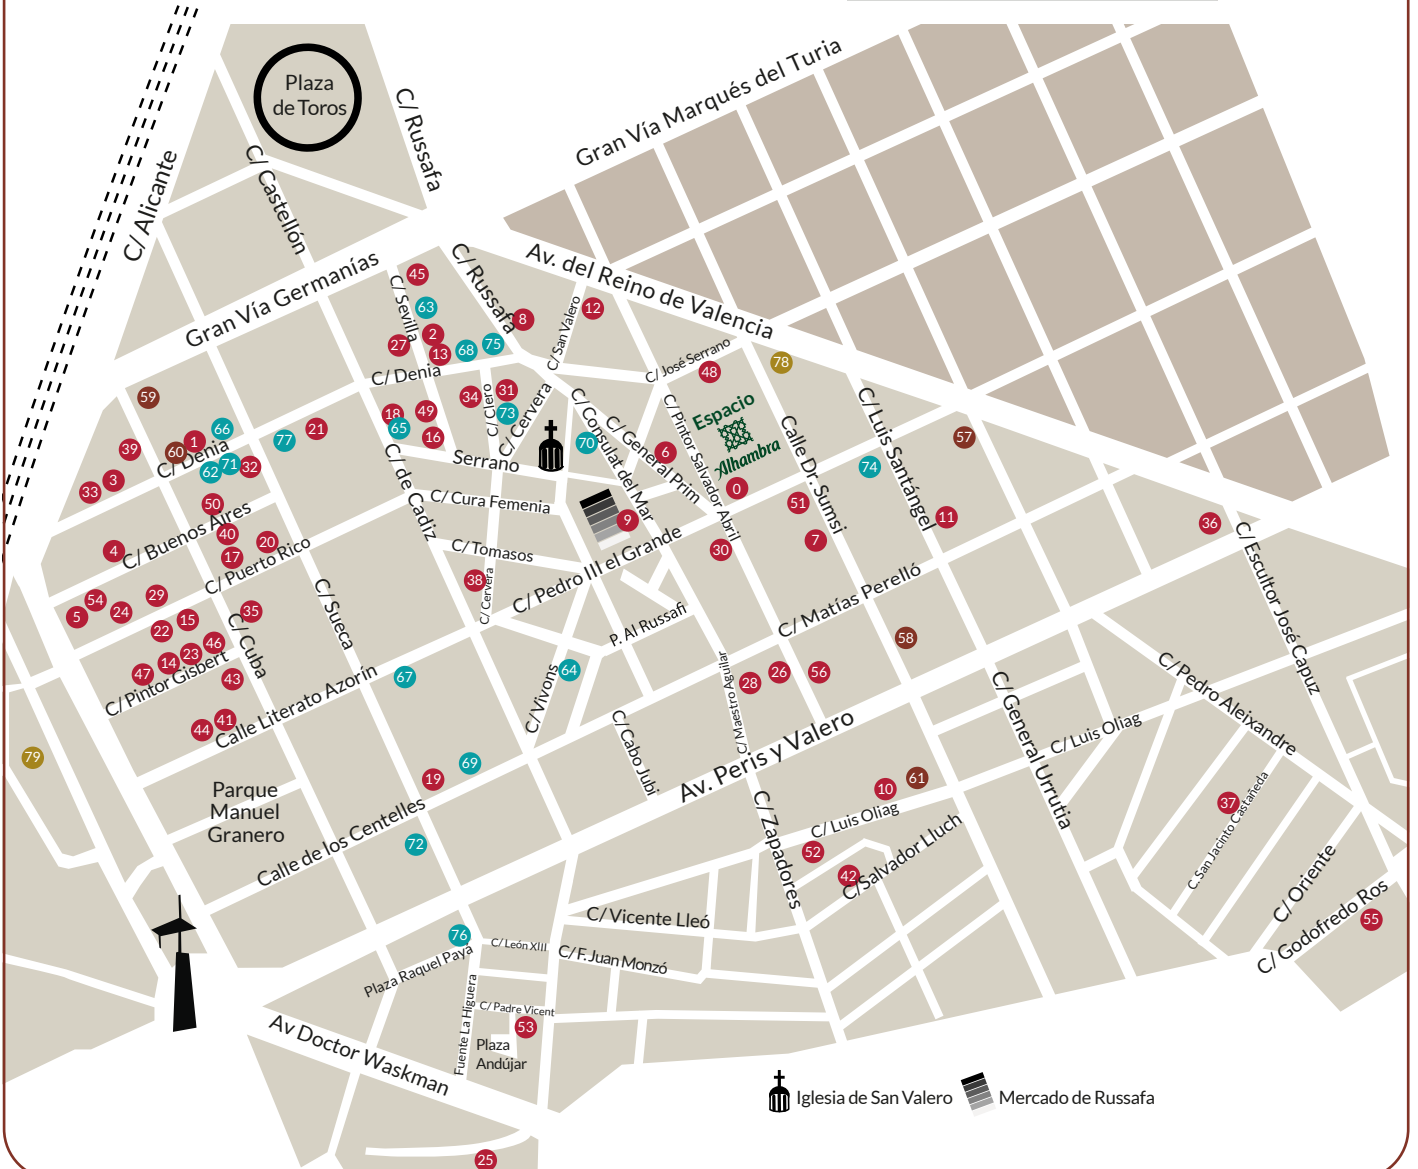 Plaza
de Toros
C/ Russafa
Gran Vía Marqués del Turia
C/ Alicante
C/ Castellón
Gran Vía Germanías
C/ Russafa
Av. del Reino de Valencia
45
C/ Sevilla
63
12
8
C/ San Valero
2
27
13
68
75
C/ Denia
C/ José Serrano
48
78
59
34
31
C/ Clero
73
C/ Cervera
18
49
65
16
C/ Consulat del Mar
C/ General Prim
C/ Pintor Salvador Abril
Espacio
Alhambra
Calle Dr. Sumsi
C/ Luis Santángel
57
66
1
77
21
39
60
C/ Denia
62
71
32
3
33
Serrano
70
6
74
0
C/ de Cadiz
C/ Cura Femenia
9
51
11
36
50
C/ Buenos Aires
40
20
4
17
C/ Puerto Rico
C/ Tomasos
C/ Pedro III el Grande
30
7
38
C/ Cervera
C/ Matías Perelló
C/ Escultor José Capuz
54
29
5
24
15
35
22
C/ Sueca
P. Al Russafi
58
46
C/ Cuba
23
14
47
C/ Pintor Gisbert
43
67
64
C/ Vivons
28
26
56
C/ Maestro Aguilar
C/ Pedro Aleixandre
41
44
Calle Literato Azorín
C/ Cabo Jubi
Av. Peris y Valero
C/ General Urrutia
C/ Luis Oliag
79
69
19
Parque
Manuel
Granero
61
10
37
C. San Jacinto Castañeda
Calle de los Centelles
72
C/ Zapadores
C/ Luis Oliag
52
42
C/Salvador Lluch
C/ Oriente
C/ Godofredo Ros
55
C/ Vicente Lleó
76
C/ León XIII
C/ F. Juan Monzó
Plaza Raquel Paya
Fuente La Higuera
C/ Padre Vicent
53
Plaza
Andújar
Av Doctor Waskman
25
Iglesia de San Valero
Mercado de Russafa